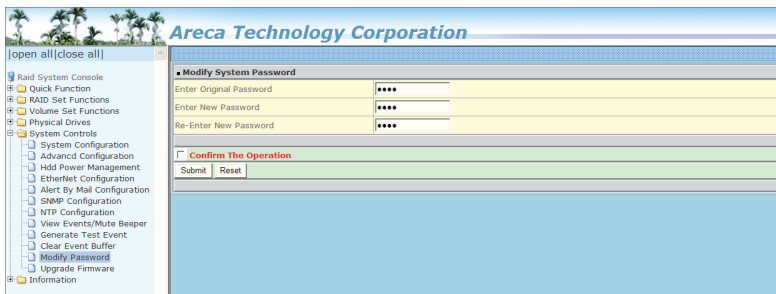 Areca Technology Corporation
|open all|close all|
Raid System Console
Quick Function
RAID Set Functions
Volume Set Functions
Physical Drives
System Controls
System Configuration
Advancd Configuration
Hdd Power Management
EtherNet Configuration
Alert By Mail Configuration
SNMP Configuration
NTP Configuration
View Events/Mute Beeper
Generate Test Event
Clear Event Buffer
Modify Password
Upgrade Firmware
Information
Modify System Password
Enter Original Password ••••
Enter New Password ••••
Re-Enter New Password ••••
Confirm The Operation
Submit Reset